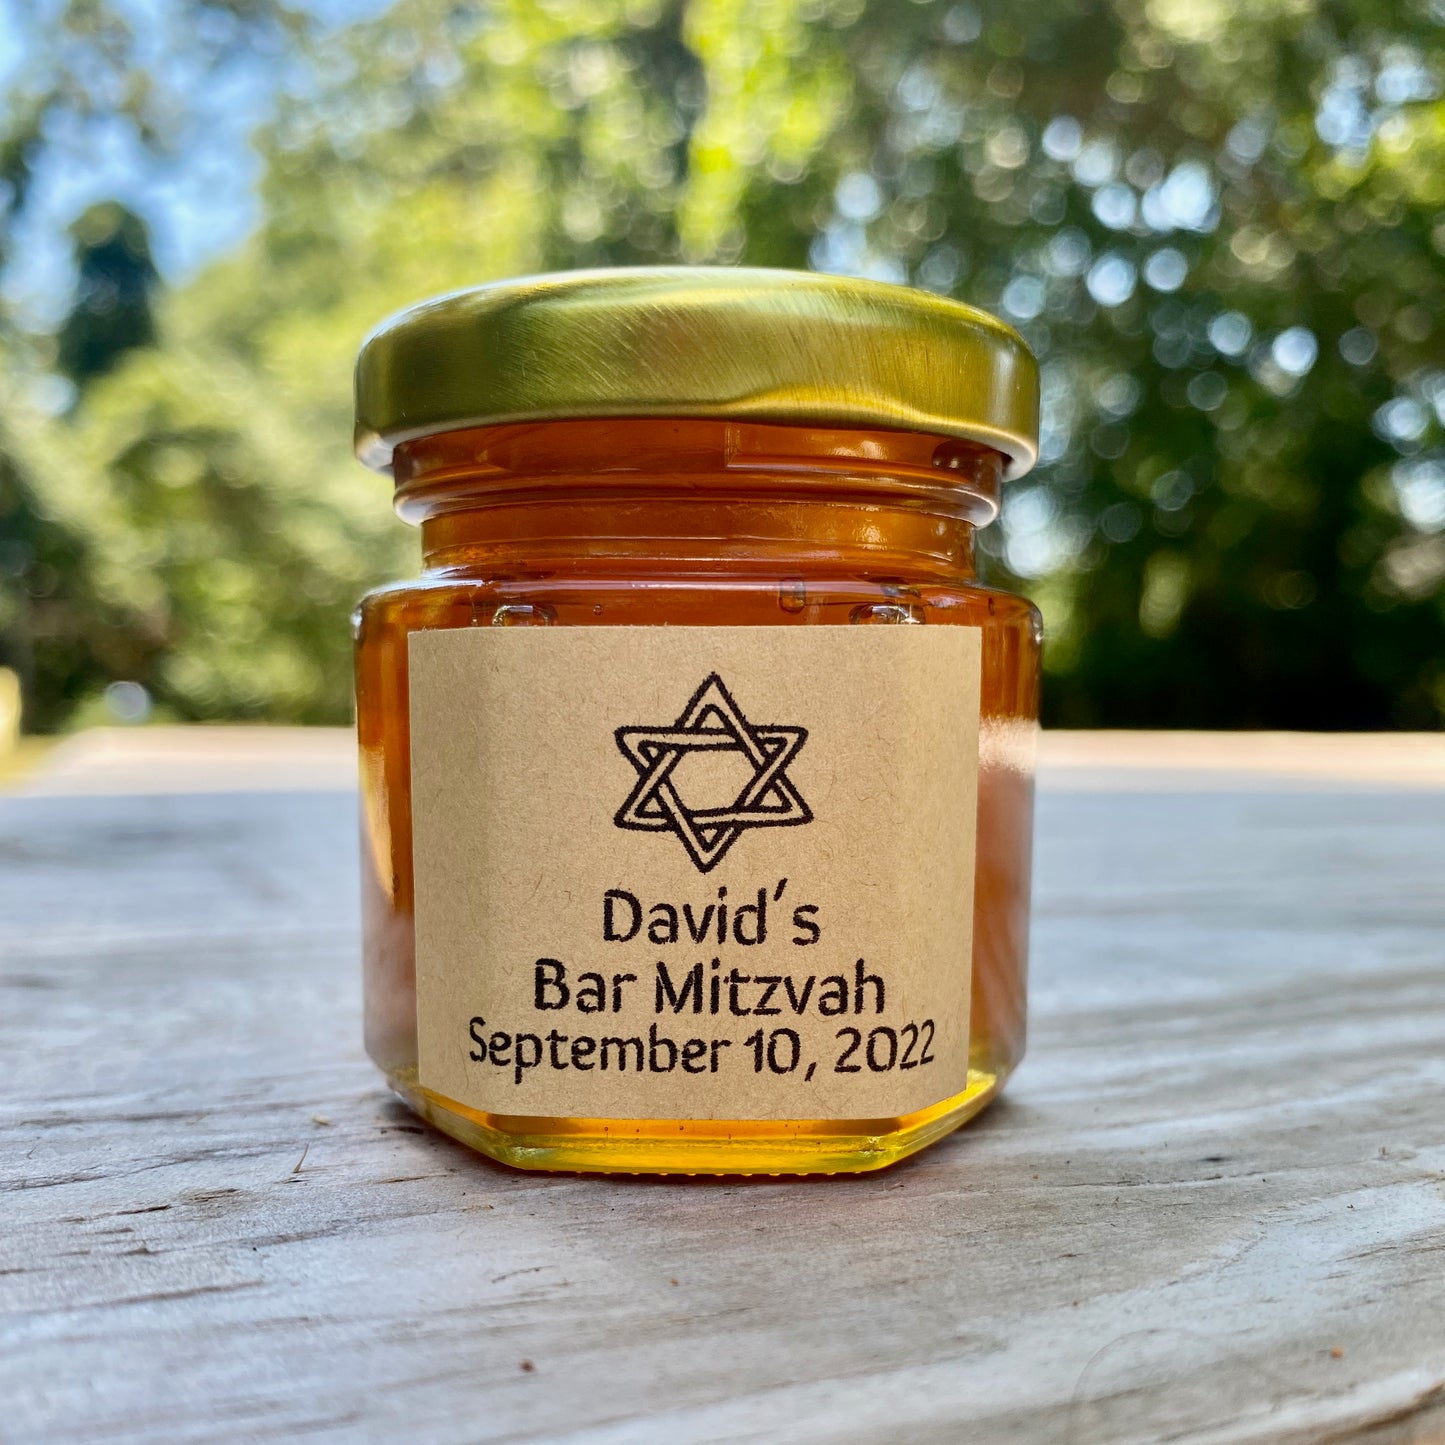 David's
Bar Mitzvah
September 10, 2022